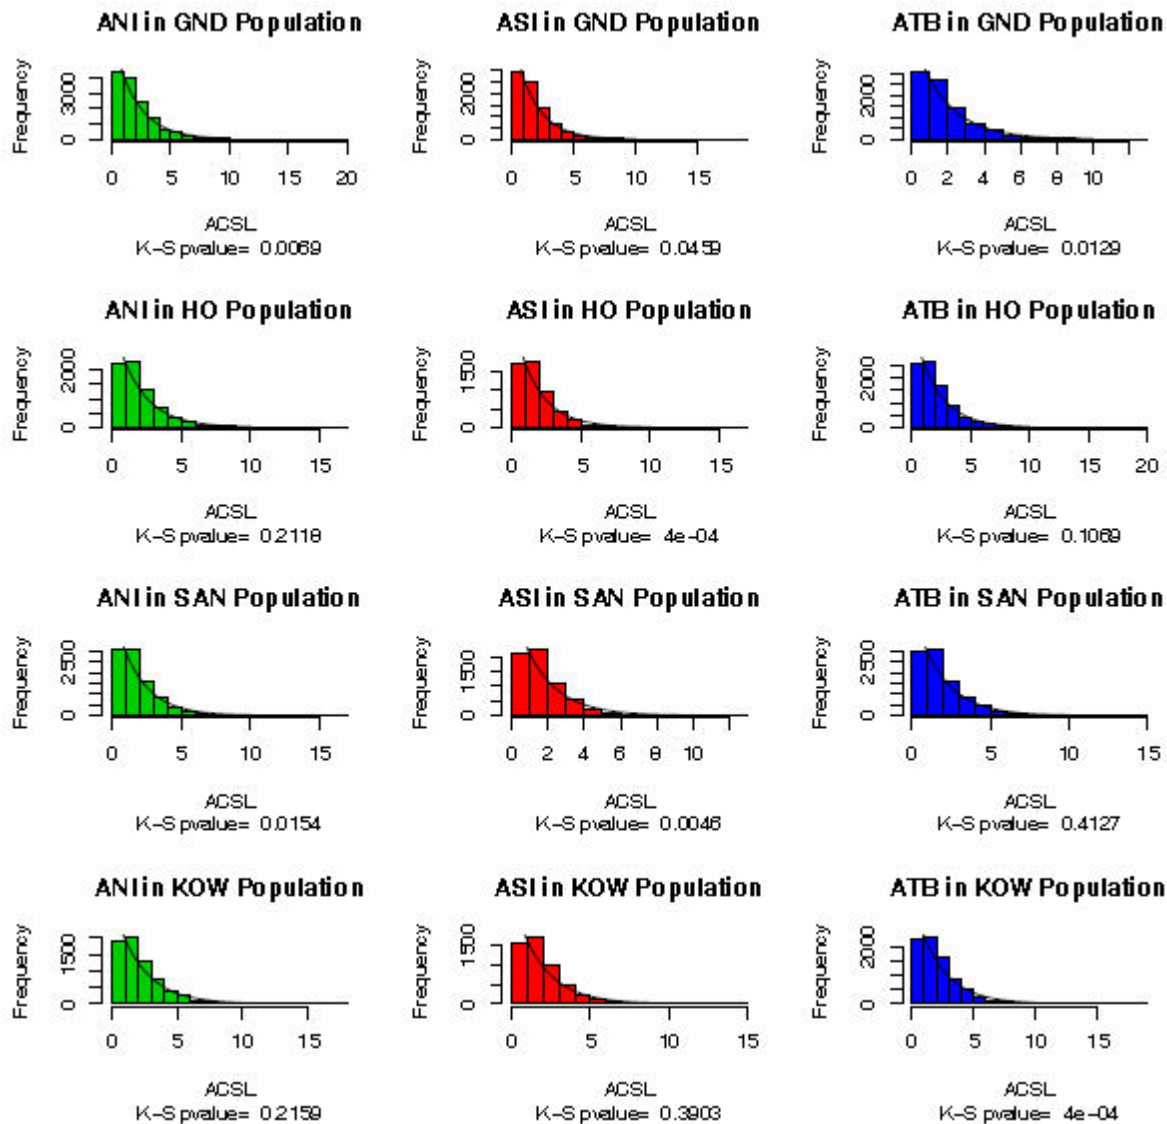 ANI in GND Population
ASI in GND Population
ATB in GND Population
Frequency
0 3000
0 5 10 15 20
ACSL
K-S pvalue= 0.0069
Frequency
0 2000
0 5 10 15
ACSL
K-S pvalue= 0.0459
Frequency
0 2000
0 2 4 6 8 10
ACSL
K-S pvalue= 0.0129
ANI in HO Population
ASI in HO Population
ATB in HO Population
Frequency
0 2000
0 5 10 15
ACSL
K-S pvalue= 0.2118
Frequency
0 1500
0 5 10 15
ACSL
K-S pvalue= 4e-04
Frequency
0 2000
0 5 10 15 20
ACSL
K-S pvalue= 0.1069
ANI in SAN Population
ASI in SAN Population
ATB in SAN Population
Frequency
0 2500
0 5 10 15
ACSL
K-S pvalue= 0.0154
Frequency
0 1500
0 2 4 6 8 10
ACSL
K-S pvalue= 0.0046
Frequency
0 2500
0 5 10 15
ACSL
K-S pvalue= 0.4127
ANI in KOW Population
ASI in KOW Population
ATB in KOW Population
Frequency
0 1500
0 5 10 15
ACSL
K-S pvalue= 0.2159
Frequency
0 1500
0 5 10 15
ACSL
K-S pvalue= 0.3903
Frequency
0 2000
0 5 10 15
ACSL
K-S pvalue= 4e-04